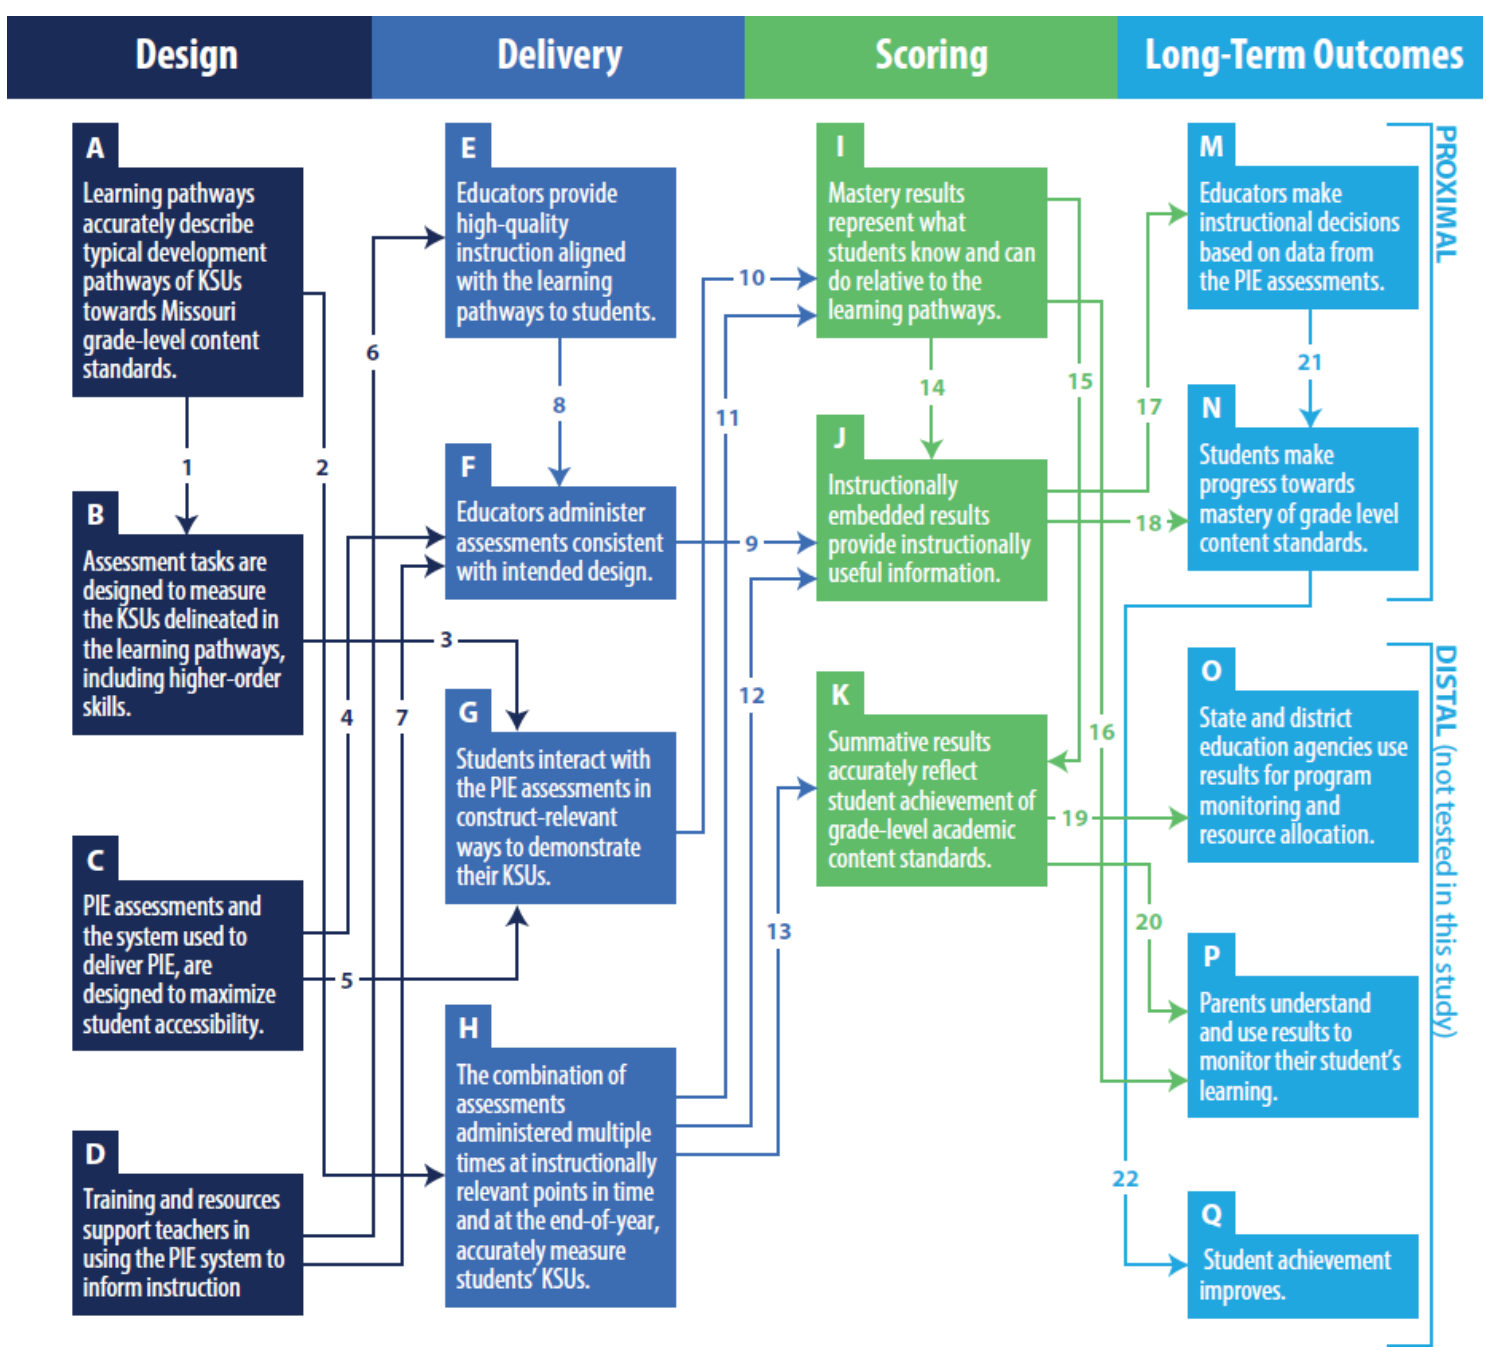 Design
Delivery
Scoring
Long-Term Outcomes
A
Learning pathways
accurately describe
typical development
pathways of KSUs
towards Missouri
grade-level content
standards.
1
2
B
Assessment tasks are
designed to measure
the KSUs delineated in
the learning pathways,
including higher-order
skills.
3
4
C
PIE assessments and
the system used to
deliver PIE, are
designed to maximize
student accessibility.
5
D
Training and resources
support teachers in
using the PIE system to
inform instruction
6
7
E
Educators provide
high-quality
instruction aligned
with the learning
pathways to students.
8
F
Educators administer
assessments consistent
with intended design.
9
G
Students interact with
the PIE assessments in
construct-relevant
ways to demonstrate
their KSUs.
10
H
The combination of
assessments
administered multiple
times at instructionally
relevant points in time
and at the end-of-year,
accurately measure
students' KSUs.
11
12
13
I
Mastery results
represent what
students know and can
do relative to the
learning pathways.
14
15
16
J
Instructionally
embedded results
provide instructionally
useful information.
17
18
K
Summative results
accurately reflect
student achievement of
grade-level academic
content standards.
19
20
M
Educators make
instructional decisions
based on data from
the PIE assessments.
21
N
Students make
progress towards
mastery of grade level
content standards.
22
O
State and district
education agencies use
results for program
monitoring and
resource allocation.
P
Parents understand
and use results to
monitor their student's
learning.
Q
Student achievement
improves.
PROXIMAL
DISTAL (not tested in this study)